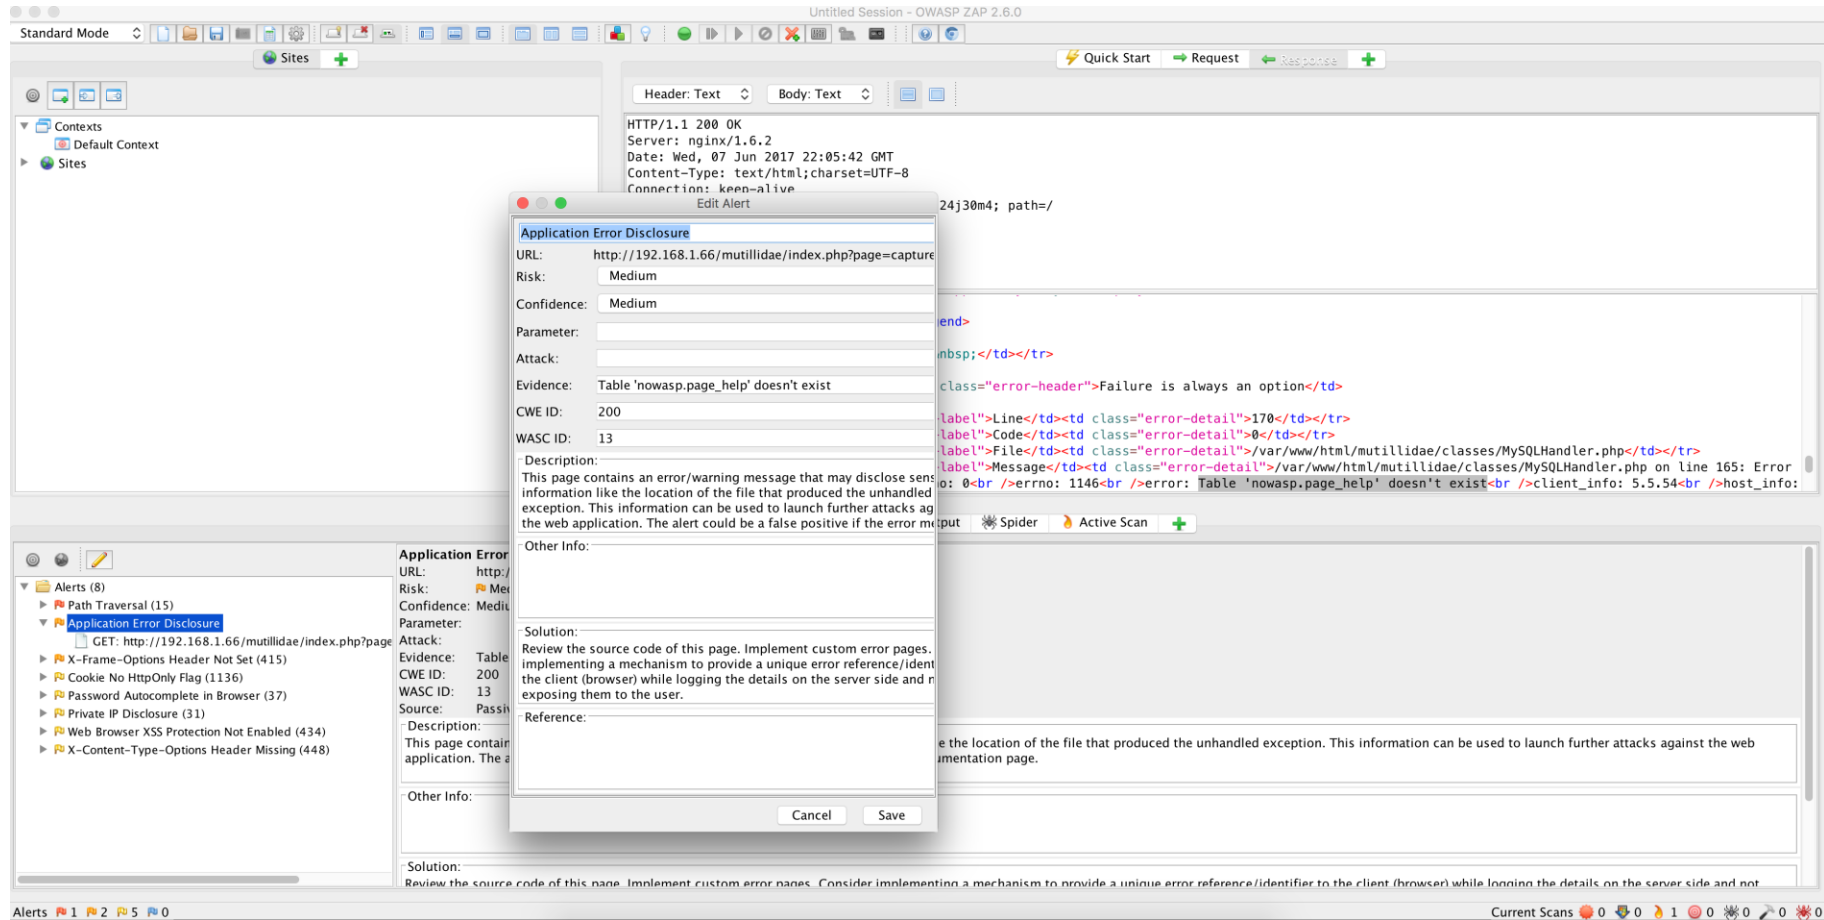 Untitled Session - OWASP ZAP 2.6.0
Standard Mode
Sites
Quick Start Request Response
Header: Text Body: Text
Contexts
Default Context
Sites
HTTP/1.1 200 OK
Server: nginx/1.6.2
Date: Wed, 07 Jun 2017 22:05:42 GMT
Content-Type: text/html;charset=UTF-8
Connection: keep-alive
24j30m4; path=/
end>
nbsp;</td></tr>
class="error-header">Failure is always an option</td>
label">Line</td><td class="error-detail">170</td></tr>
label">Code</td><td class="error-detail">0</td></tr>
label">File</td><td class="error-detail">/var/www/html/mutillidae/classes/MySQLHandler.php</td></tr>
label">Message</td><td class="error-detail">/var/www/html/mutillidae/classes/MySQLHandler.php on line 165: Error
o: 0<br />errno: 1146<br />error: Table 'nowasp.page_help' doesn't exist<br />client_info: 5.5.54<br />host_info:
Edit Alert
Application Error Disclosure
URL: http://192.168.1.66/mutillidae/index.php?page=capture
Risk: Medium
Confidence: Medium
Parameter:
Attack:
Evidence: Table 'nowasp.page_help' doesn't exist
CWE ID: 200
WASC ID: 13
Description:
This page contains an error/warning message that may disclose sens
information like the location of the file that produced the unhandled
exception. This information can be used to launch further attacks ag
the web application. The alert could be a false positive if the error me
Other Info:
Solution:
Review the source code of this page. Implement custom error pages.
implementing a mechanism to provide a unique error reference/ident
the client (browser) while logging the details on the server side and n
exposing them to the user.
Reference:
Cancel Save
tput Spider Active Scan
Alerts (8)
Path Traversal (15)
Application Error Disclosure
GET: http://192.168.1.66/mutillidae/index.php?page
X-Frame-Options Header Not Set (415)
Cookie No HttpOnly Flag (1136)
Password Autocomplete in Browser (37)
Private IP Disclosure (31)
Web Browser XSS Protection Not Enabled (434)
X-Content-Type-Options Header Missing (448)
Application Error
URL: http:/
Risk: Med
Confidence: Mediu
Parameter:
Attack:
Evidence: Table
CWE ID: 200
WASC ID: 13
Source: Passiv
Description:
This page contain e the location of the file that produced the unhandled exception. This information can be used to launch further attacks against the web
application. The a umentation page.
Other Info:
Solution:
Review the source code of this page. Implement custom error pages. Consider implementing a mechanism to provide a unique error reference/identifier to the client (browser) while logging the details on the server side and not
Alerts 1 2 5 0
Current Scans 0 0 1 0 0 0 0